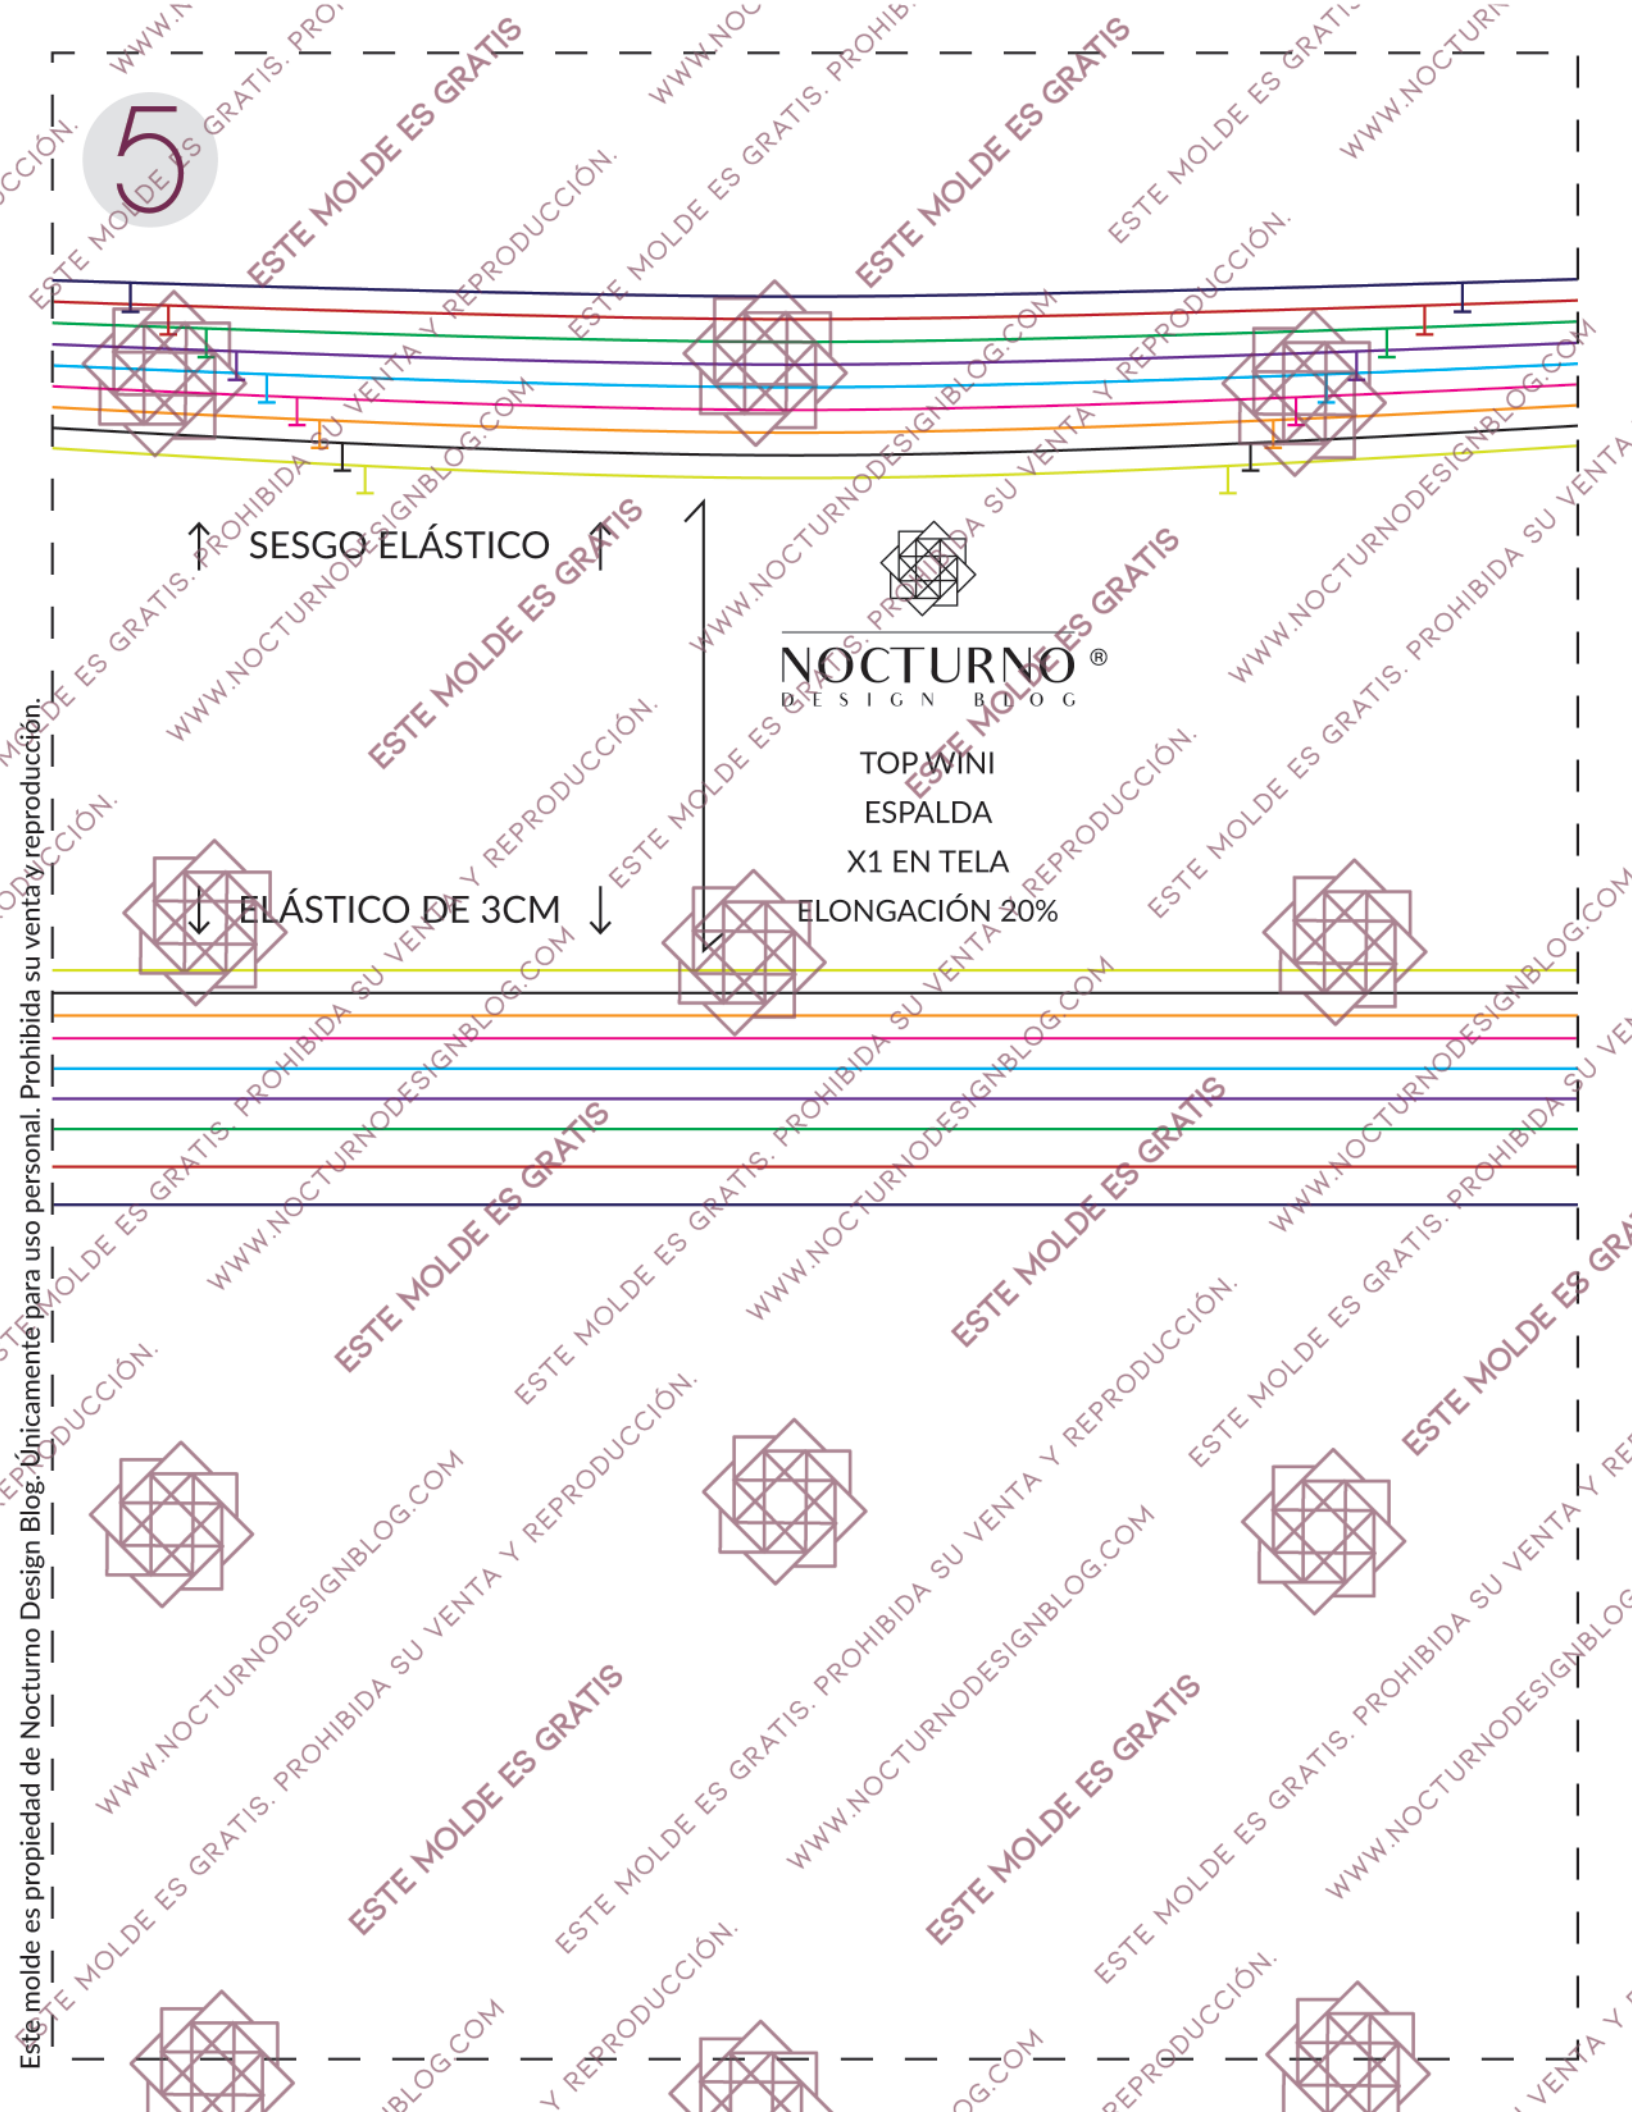 5
SESGO ELÁSTICO
NOCTURNO ®
DESIGN BLOG
TOP WINI
ESPALDA
X1 EN TELA
ELONGACIÓN 20%
ELÁSTICO DE 3CM
Este molde es propiedad de Nocturno Design Blog. Únicamente para uso personal. Prohibida su venta y reproducción.
ESTE MOLDE ES GRATIS
ESTE MOLDE ES GRATIS. PROHIBIDA SU VENTA Y REPRODUCCIÓN.
WWW.NOCTURNODESIGNBLOG.COM